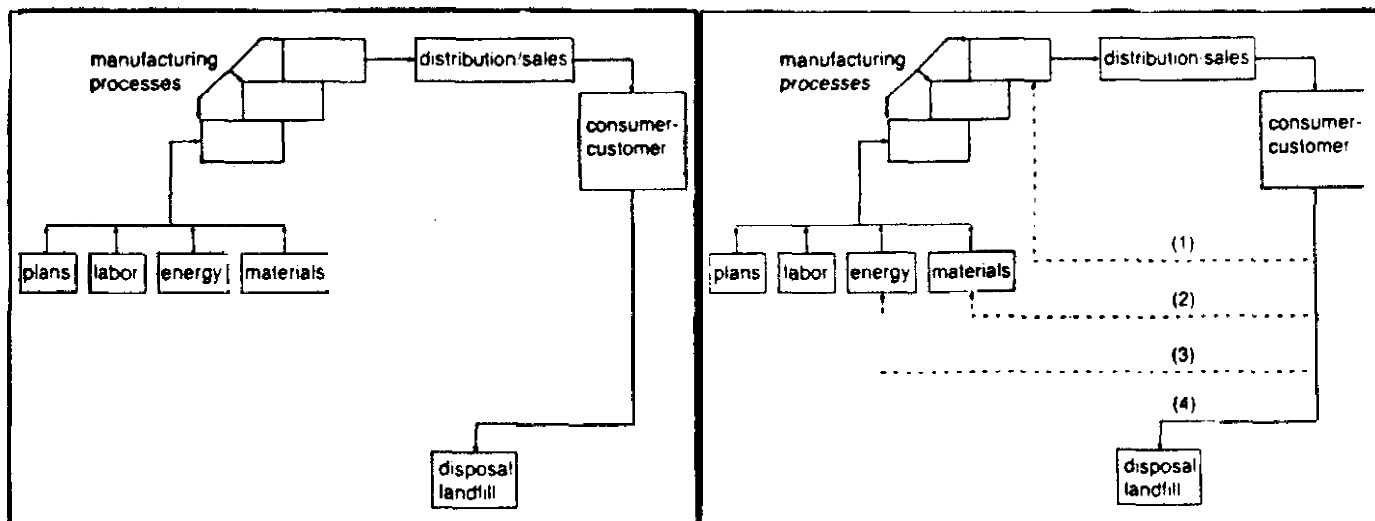 manufacturing
processes
distribution/sales
consumer-
customer
plans
labor
energy
materials
disposal
landfill
manufacturing
processes
distribution sales
consumer-
customer
(1)
plans
labor
energy
materials
(2)
(3)
(4)
disposal
landfill